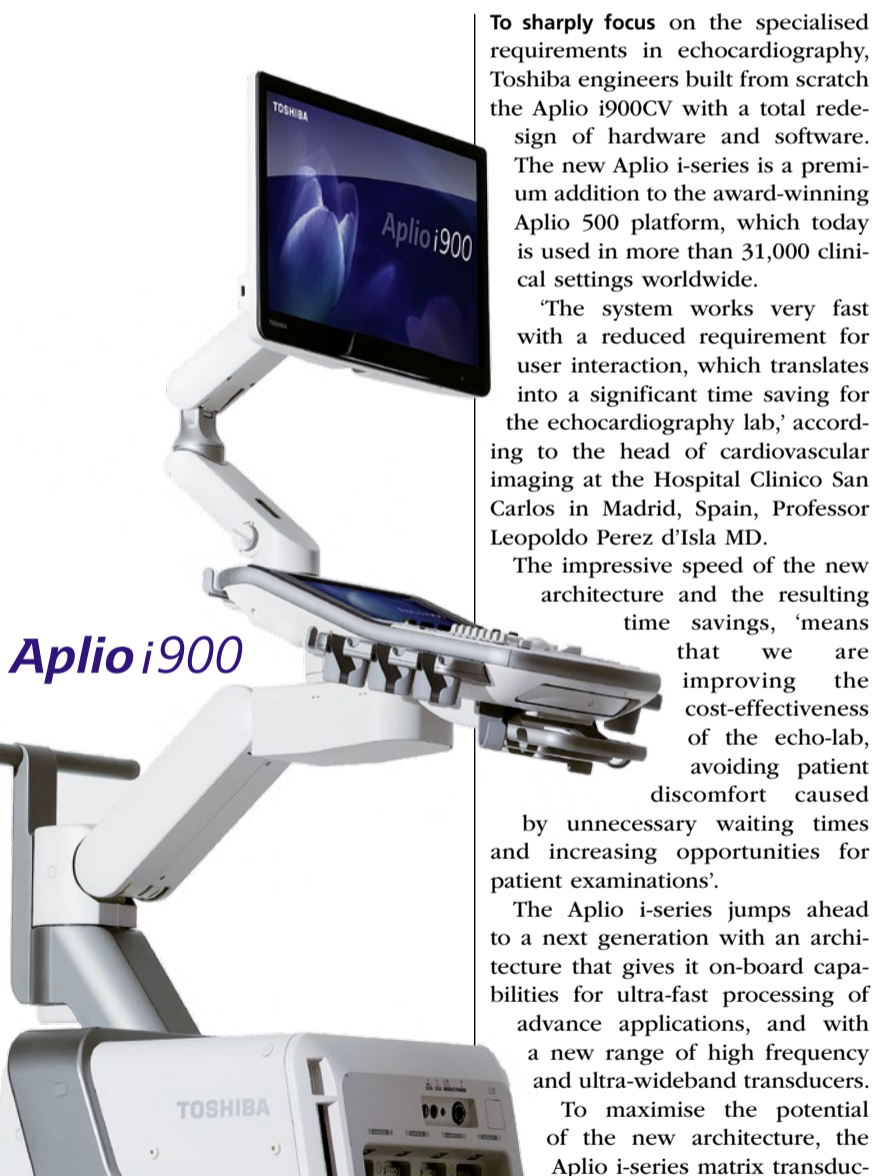 TOSHIBA
Aplio i900
TOSHIBA
Aplio i900
TOSHIBA
To sharply focus on the specialised
requirements in echocardiography,
Toshiba engineers built from scratch
the Aplio i900CV with a total rede-
sign of hardware and software.
The new Aplio i-series is a premi-
um addition to the award-winning
Aplio 500 platform, which today
is used in more than 31,000 clini-
cal settings worldwide.
‘The system works very fast
with a reduced requirement for
user interaction, which translates
into a significant time saving for
the echocardiography lab,’ accord-
ing to the head of cardiovascular
imaging at the Hospital Clinico San
Carlos in Madrid, Spain, Professor
Leopoldo Perez d’Isla MD.
The impressive speed of the new
architecture and the resulting
time savings, ‘means
that we are
improving the
cost-effectiveness
of the echo-lab,
avoiding patient
discomfort caused
by unnecessary waiting times
and increasing opportunities for
patient examinations’.
The Aplio i-series jumps ahead
to a next generation with an archi-
tecture that gives it on-board capa-
bilities for ultra-fast processing of
advance applications, and with
a new range of high frequency
and ultra-wideband transducers.
To maximise the potential
of the new architecture, the
Aplio i-series matrix transduc-